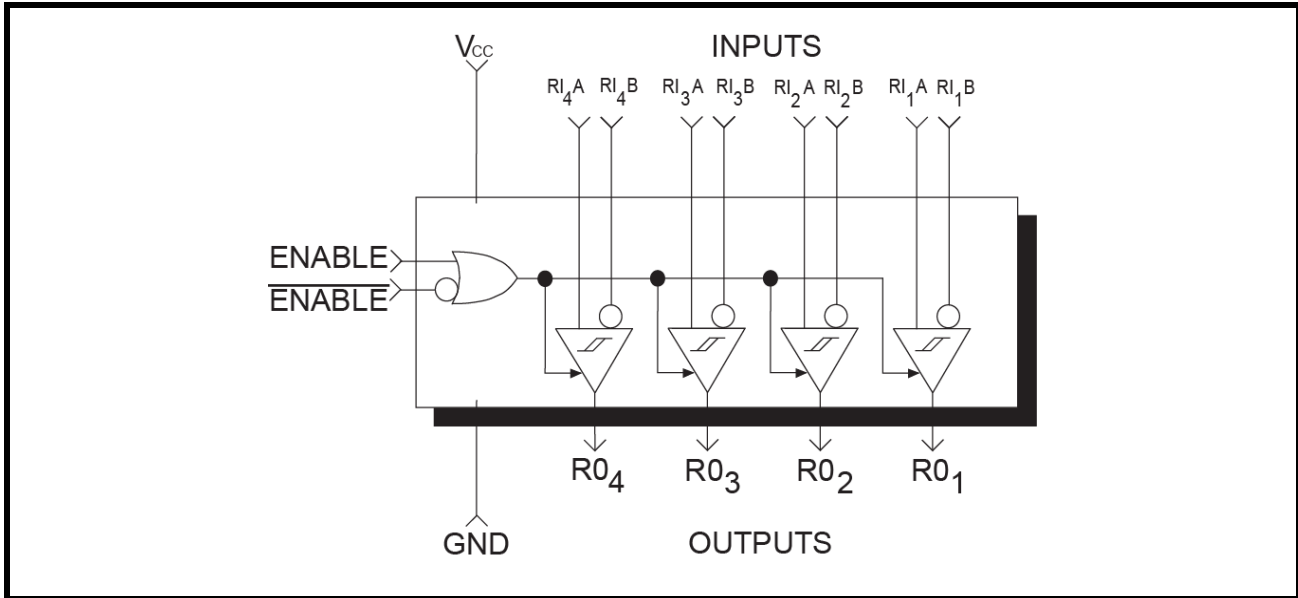 VCC INPUTS
RI4A RI4B RI3A RI3B RI2A RI2B RI1A RI1B
ENABLE
ENABLE
R04 R03 R02 R01
GND OUTPUTS